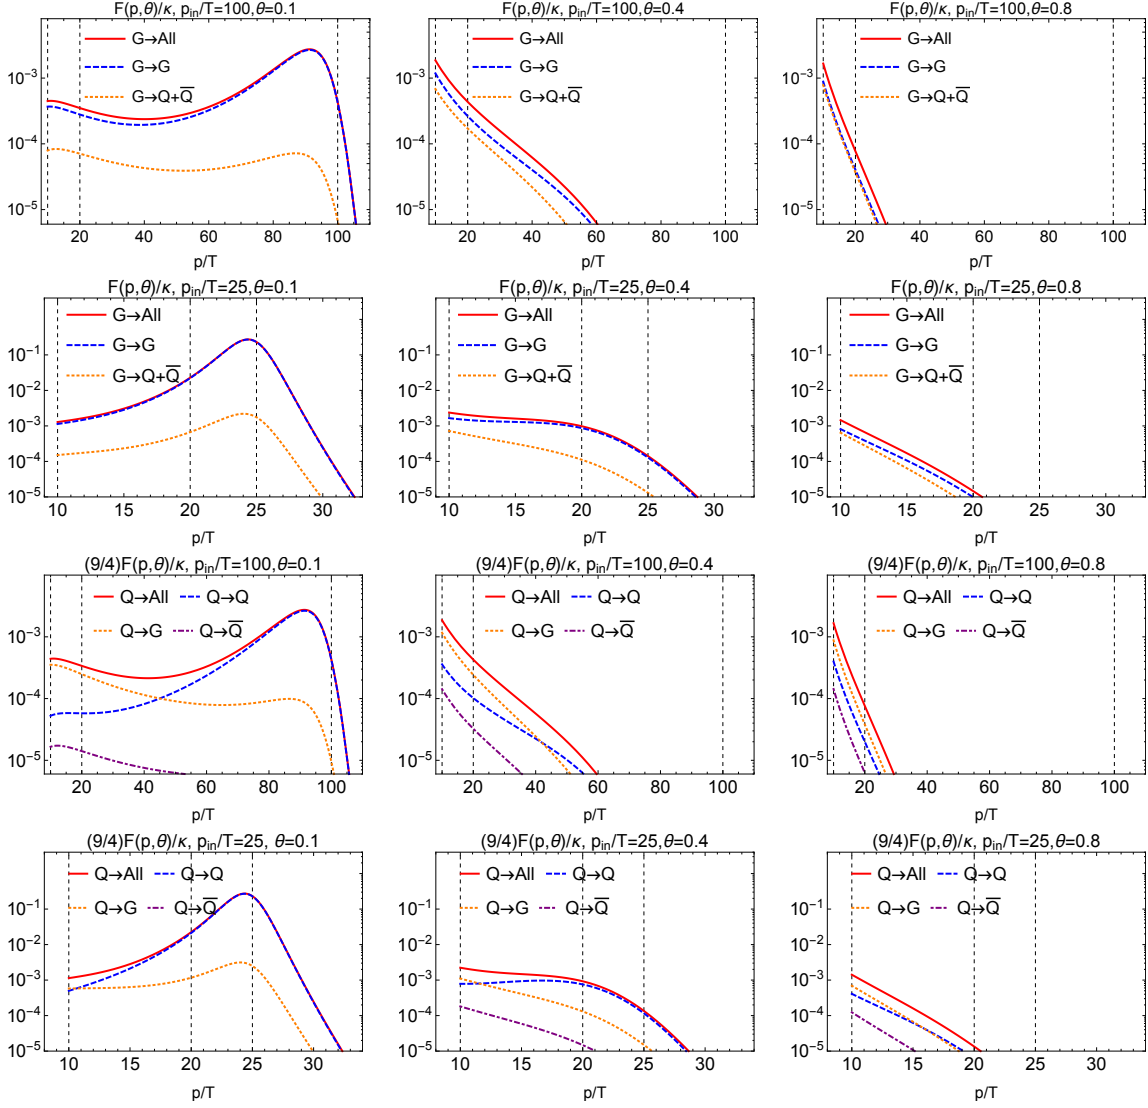 F(p,θ)/κ, p_in/T=100,θ=0.1
G→All
G→G
G→Q+Q̅
10⁻³
10⁻⁴
10⁻⁵
20 40 60 80 100
p/T
F(p,θ)/κ, p_in/T=100,θ=0.4
G→All
G→G
G→Q+Q̅
10⁻³
10⁻⁴
10⁻⁵
20 40 60 80 100
p/T
F(p,θ)/κ, p_in/T=100,θ=0.8
G→All
G→G
G→Q+Q̅
10⁻³
10⁻⁴
10⁻⁵
20 40 60 80 100
p/T
F(p,θ)/κ, p_in/T=25,θ=0.1
G→All
G→G
G→Q+Q̅
10⁻¹
10⁻²
10⁻³
10⁻⁴
10⁻⁵
10 15 20 25 30
p/T
F(p,θ)/κ, p_in/T=25,θ=0.4
G→All
G→G
G→Q+Q̅
10⁻¹
10⁻²
10⁻³
10⁻⁴
10⁻⁵
10 15 20 25 30
p/T
F(p,θ)/κ, p_in/T=25,θ=0.8
G→All
G→G
G→Q+Q̅
10⁻¹
10⁻²
10⁻³
10⁻⁴
10⁻⁵
10 15 20 25 30
p/T
(9/4)F(p,θ)/κ, p_in/T=100,θ=0.1
Q→All Q→Q
Q→G Q→Q̅
10⁻³
10⁻⁴
10⁻⁵
20 40 60 80 100
p/T
(9/4)F(p,θ)/κ, p_in/T=100,θ=0.4
Q→All Q→Q
Q→G Q→Q̅
10⁻³
10⁻⁴
10⁻⁵
20 40 60 80 100
p/T
(9/4)F(p,θ)/κ, p_in/T=100,θ=0.8
Q→All Q→Q
Q→G Q→Q̅
10⁻³
10⁻⁴
10⁻⁵
20 40 60 80 100
p/T
(9/4)F(p,θ)/κ, p_in/T=25, θ=0.1
Q→All Q→Q
Q→G Q→Q̅
10⁻¹
10⁻²
10⁻³
10⁻⁴
10⁻⁵
10 15 20 25 30
p/T
(9/4)F(p,θ)/κ, p_in/T=25,θ=0.4
Q→All Q→Q
Q→G Q→Q̅
10⁻¹
10⁻²
10⁻³
10⁻⁴
10⁻⁵
10 15 20 25 30
p/T
(9/4)F(p,θ)/κ, p_in/T=25,θ=0.8
Q→All Q→Q
Q→G Q→Q̅
10⁻¹
10⁻²
10⁻³
10⁻⁴
10⁻⁵
10 15 20 25 30
p/T